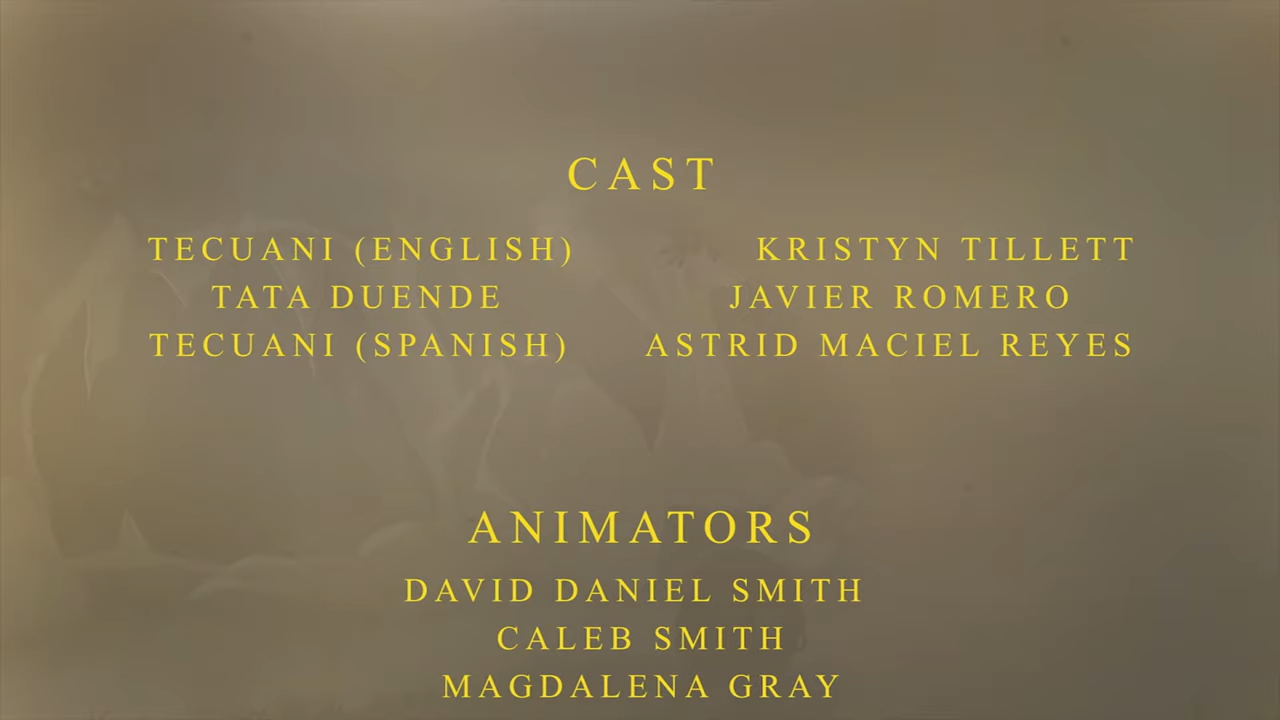 CAST
TECUANI (ENGLISH) KRISTYN TILLETT
TATA DUENDE JAVIER ROMERO
TECUANI (SPANISH) ASTRID MACIEL REYES
ANIMATORS
DAVID DANIEL SMITH
CALEB SMITH
MAGDALENA GRAY